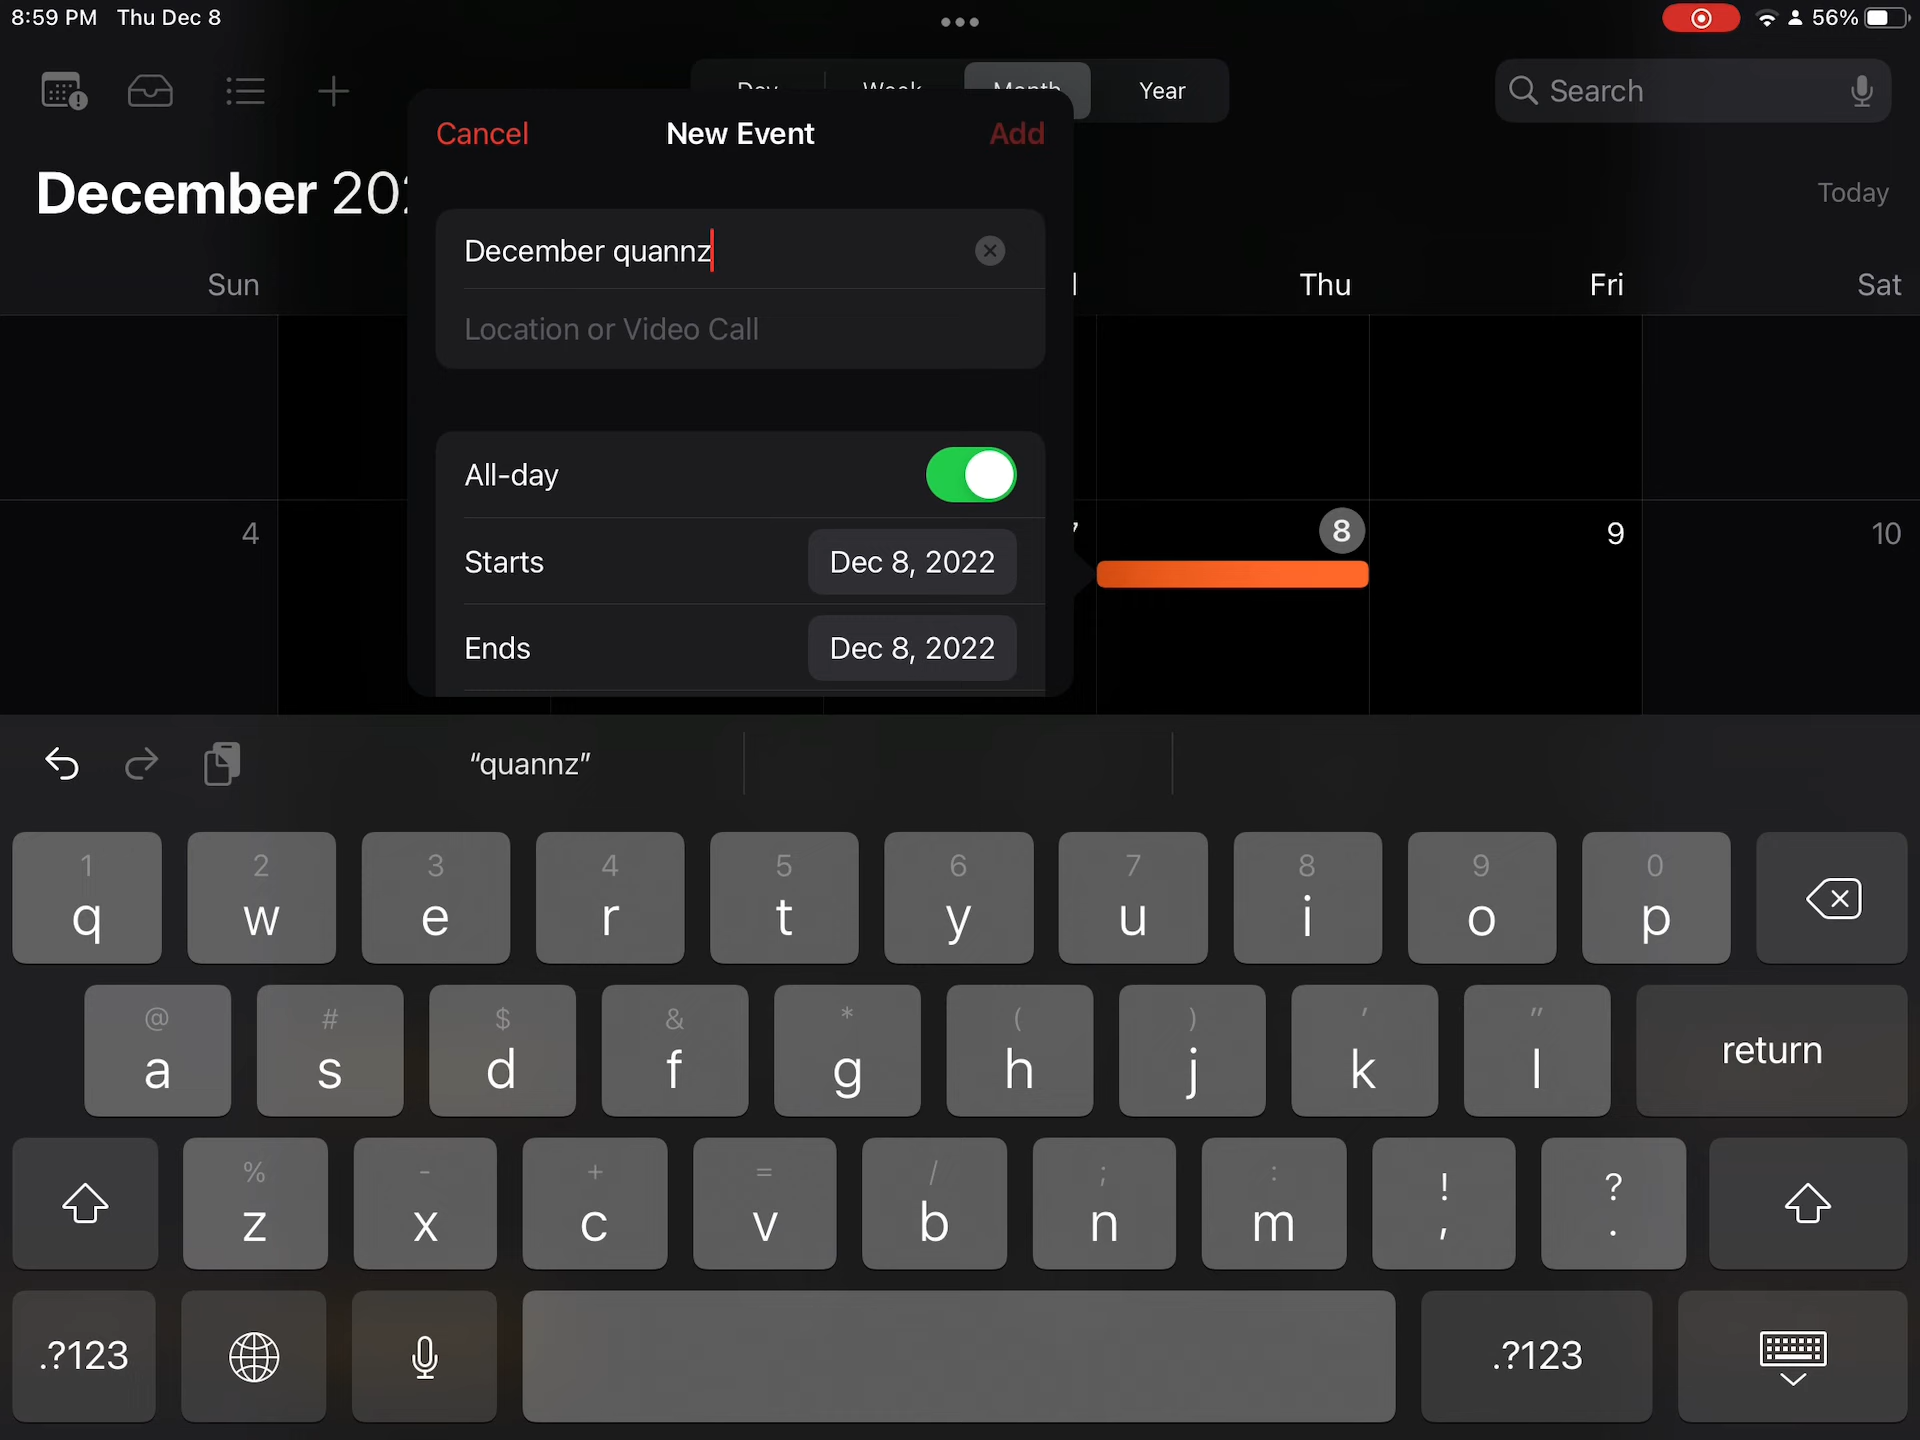 8:59 PM Thu Dec 8
56%
Year
Search
Cancel
New Event
Add
December
Today
December quannz
Sun
Thu
Fri
Sat
Location or Video Call
All-day
4
8
9
10
Starts
Dec 8, 2022
Ends
Dec 8, 2022
“quannz”
1 2 3 4 5 6 7 8 9 0
q w e r t y u i o p
@ # $ & * ( ) ' "
a s d f g h j k l return
% - + = / ; : ! ?
z x c v b n m , .
.?123 .?123